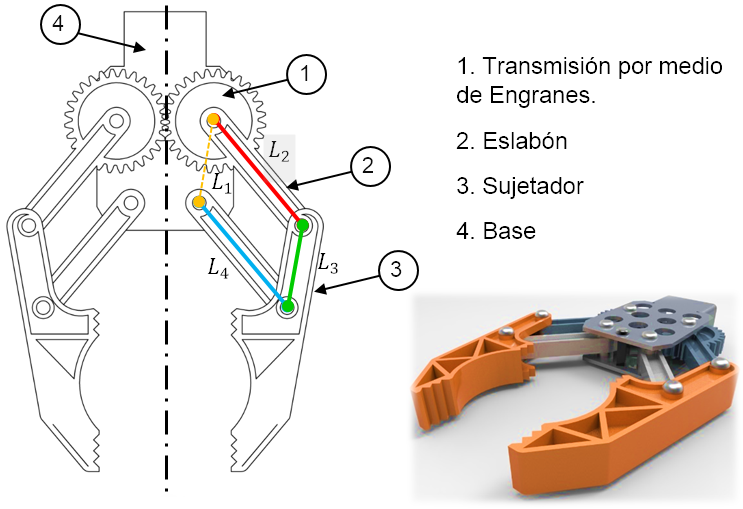 4
1
1. Transmisión por medio
de Engranes.
L₂
2
2. Eslabón
L₁
3. Sujetador
4. Base
L₄
L₃
3